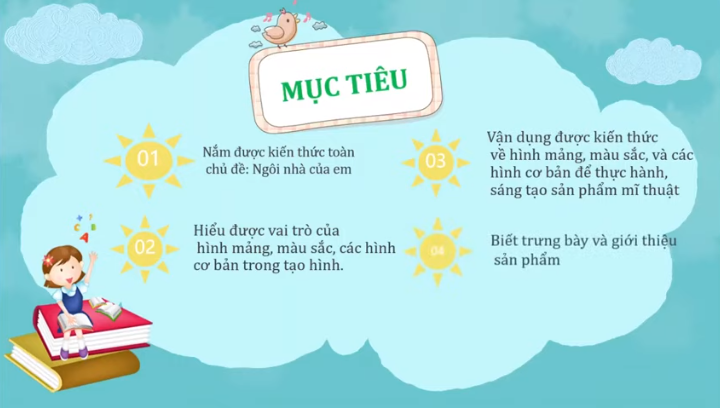 MỤC TIÊU
01
Nắm được kiến thức toàn
chủ đề: Ngôi nhà của em
02
Hiểu được vai trò của
hình mảng, màu sắc, các hình
cơ bản trong tạo hình.
03
Vận dụng được kiến thức
về hình mảng, màu sắc, và các
hình cơ bản để thực hành,
sáng tạo sản phẩm mĩ thuật
04
Biết trưng bày và giới thiệu
sản phẩm
C
B
A